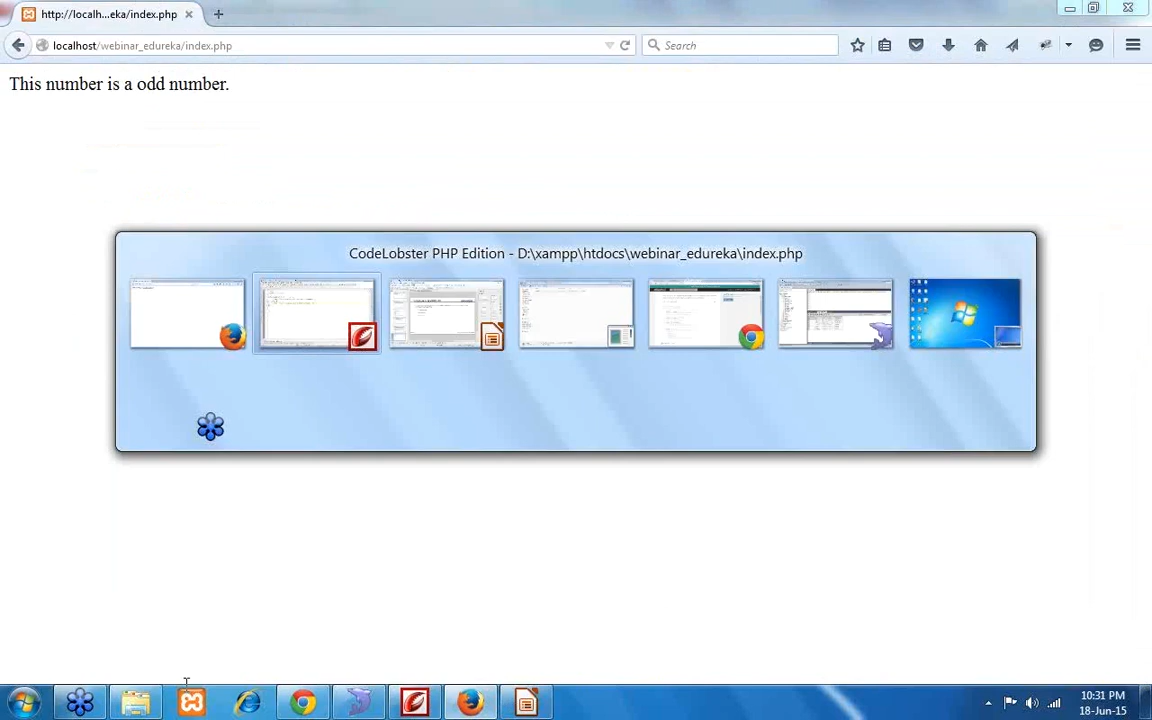 http://localh...eka/index.php
localhost/webinar_edureka/index.php
Search
This number is a odd number.
CodeLobster PHP Edition - D:\xampp\htdocs\webinar_edureka\index.php
10:31 PM
18-Jun-15